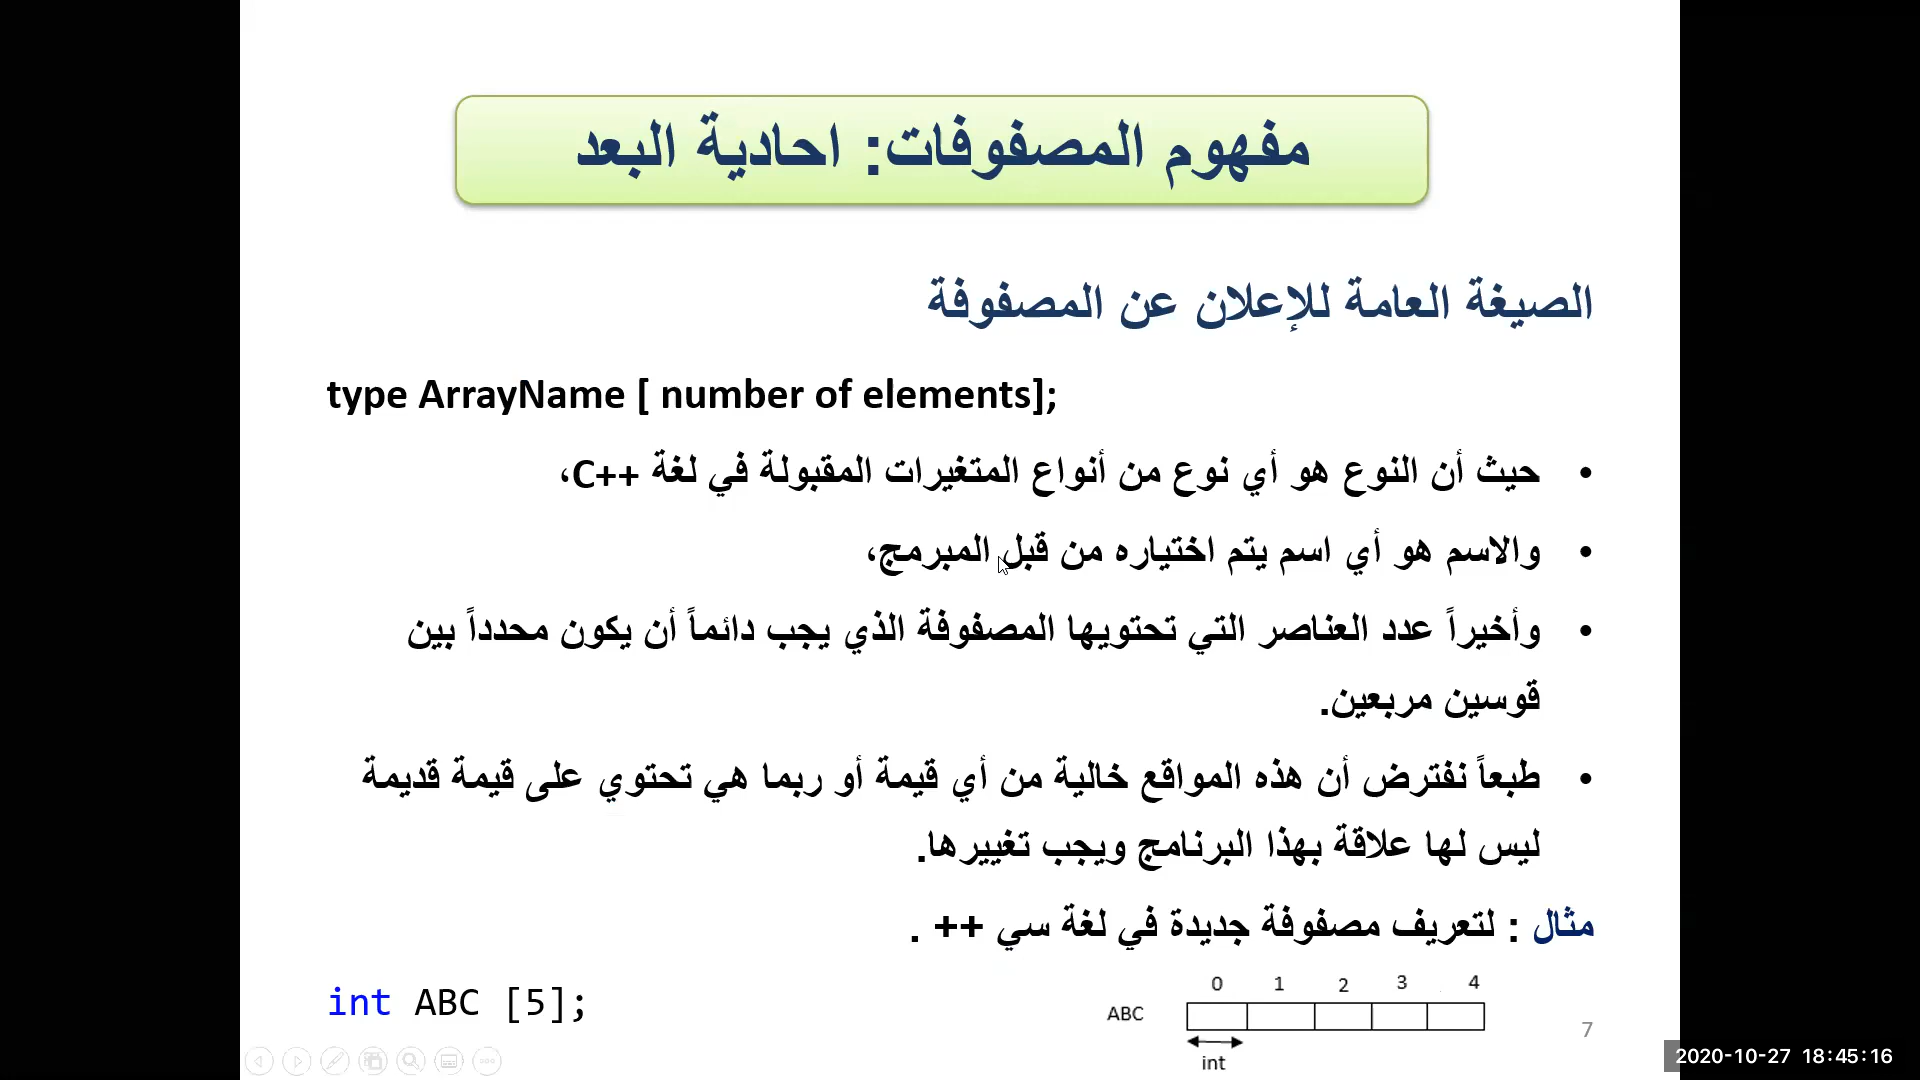 مفهوم المصفوفات: احادية البعد
الصيغة العامة للإعلان عن المصفوفة
type ArrayName [ number of elements];
• حيث أن النوع هو أي نوع من أنواع المتغيرات المقبولة في لغة C++،
• والاسم هو أي اسم يتم اختياره من قبل المبرمج،
• وأخيراً عدد العناصر التي تحتويها المصفوفة الذي يجب دائماً أن يكون محدداً بين
قوسين مربعين.
• طبعاً نفترض أن هذه المواقع خالية من أي قيمة أو ربما هي تحتوي على قيمة قديمة
ليس لها علاقة بهذا البرنامج ويجب تغييرها.
مثال : لتعريف مصفوفة جديدة في لغة سي ++ .
int ABC [5];
0 1 2 3 4
ABC
int
7
2020-10-27 18:45:16